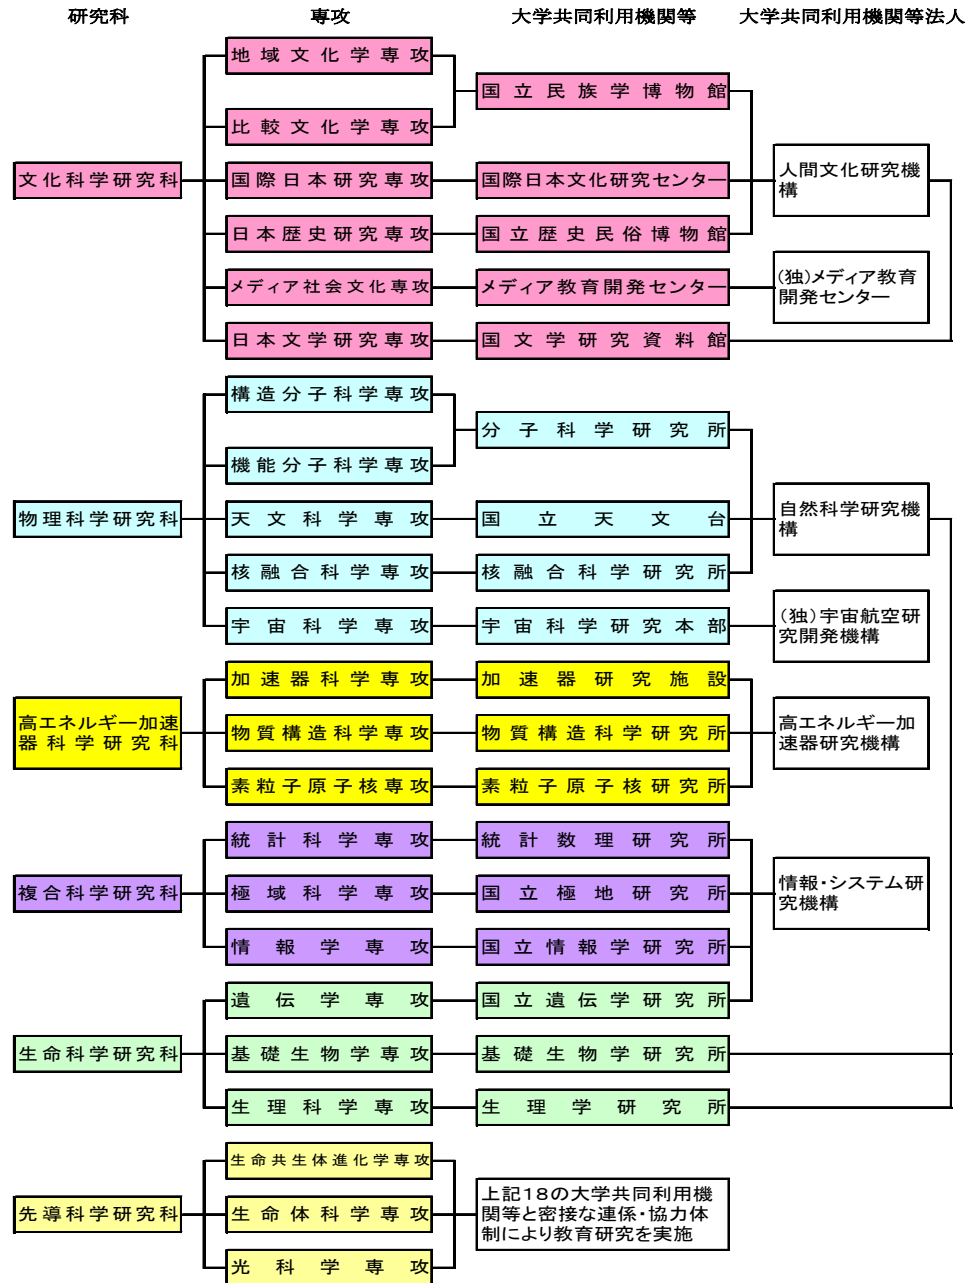 研究科 専攻 大学共同利用機関等 大学共同利用機関等法人
地域文化学専攻
国立民族学博物館
比較文化学専攻
文化科学研究科 国際日本研究専攻 国際日本文化研究センター 人間文化研究機
構
日本歴史研究専攻 国立歴史民俗博物館
メディア社会文化専攻 メディア教育開発センター (独)メディア教育
開発センター
日本文学研究専攻 国文学研究資料館
構造分子科学専攻
分子科学研究所
機能分子科学専攻
物理科学研究科 天文科学専攻 国立天文台 自然科学研究機
構
核融合科学専攻 核融合科学研究所
宇宙科学専攻 宇宙科学研究本部 (独)宇宙航空研
究開発機構
加速器科学専攻 加速器研究施設
高エネルギー加速
器科学研究科 物質構造科学専攻 物質構造科学研究所 高エネルギー加
速器研究機構
素粒子原子核専攻 素粒子原子核研究所
統計科学専攻 統計数理研究所
複合科学研究科 極域科学専攻 国立極地研究所 情報・システム研
究機構
情報学専攻 国立情報学研究所
遺伝学専攻 国立遺伝学研究所
生命科学研究科 基礎生物学専攻 基礎生物学研究所
生理科学専攻 生理学研究所
生命共生体進化学専攻
先導科学研究科 生命体科学専攻 上記18の大学共同利用機
関等と密接な連係・協力体
制により教育研究を実施
光科学専攻